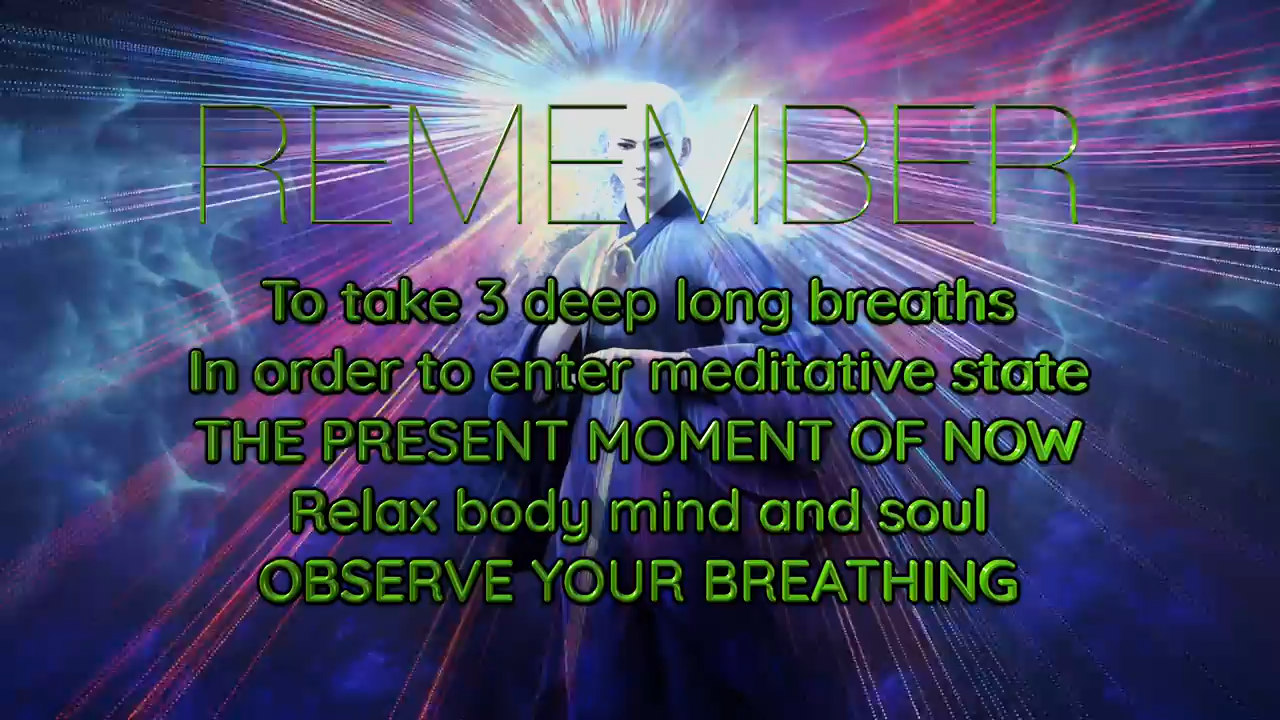 REMEMBER
To take 3 deep long breaths
In order to enter meditative state
THE PRESENT MOMENT OF NOW
Relax body mind and soul
OBSERVE YOUR BREATHING